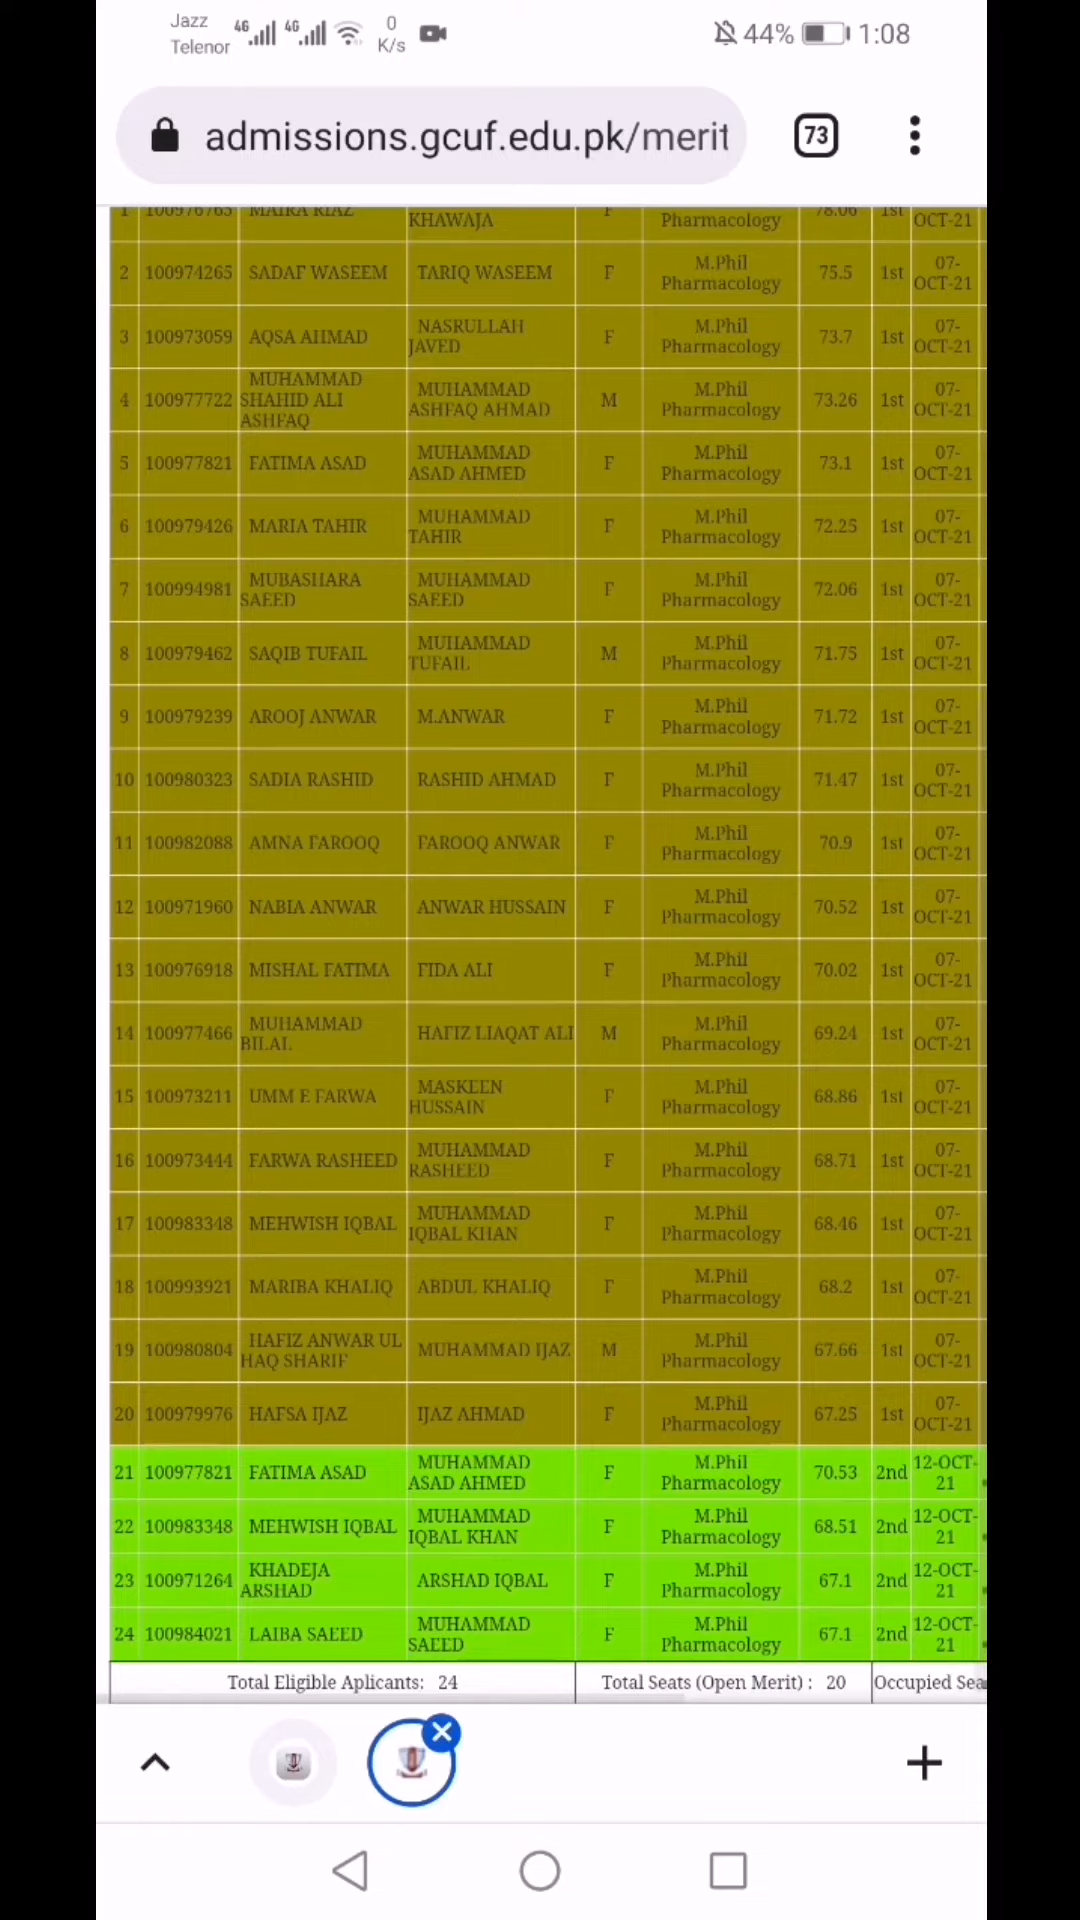 Jazz
Telenor
4G 4G 0 K/s 44% 1:08
admissions.gcuf.edu.pk/merit 73
1 100976765 MAIRA RIAZ KHAWAJA F Pharmacology 78.06 1st OCT-21
2 100974265 SADAF WASEEM TARIQ WASEEM F M.Phil Pharmacology 75.5 1st 07-OCT-21
3 100973059 AQSA AHMAD NASRULLAH JAVED F M.Phil Pharmacology 73.7 1st 07-OCT-21
4 100977722 MUHAMMAD SHAHID ALI ASHFAQ MUHAMMAD ASHFAQ AHMAD M M.Phil Pharmacology 73.26 1st 07-OCT-21
5 100977821 FATIMA ASAD MUHAMMAD ASAD AHMED F M.Phil Pharmacology 73.1 1st 07-OCT-21
6 100979426 MARIA TAHIR MUHAMMAD TAHIR F M.Phil Pharmacology 72.25 1st 07-OCT-21
7 100994981 MUBASHARA SAEED MUHAMMAD SAEED F M.Phil Pharmacology 72.06 1st 07-OCT-21
8 100979462 SAQIB TUFAIL MUHAMMAD TUFAIL M M.Phil Pharmacology 71.75 1st 07-OCT-21
9 100979239 AROOJ ANWAR M.ANWAR F M.Phil Pharmacology 71.72 1st 07-OCT-21
10 100980323 SADIA RASHID RASHID AHMAD F M.Phil Pharmacology 71.47 1st 07-OCT-21
11 100982088 AMNA FAROOQ FAROOQ ANWAR F M.Phil Pharmacology 70.9 1st 07-OCT-21
12 100971960 NABIA ANWAR ANWAR HUSSAIN F M.Phil Pharmacology 70.52 1st 07-OCT-21
13 100976918 MISHAL FATIMA FIDA ALI F M.Phil Pharmacology 70.02 1st 07-OCT-21
14 100977466 MUHAMMAD BILAL HAFIZ LIAQAT ALI M M.Phil Pharmacology 69.24 1st 07-OCT-21
15 100973211 UMM E FARWA MASKEEN HUSSAIN F M.Phil Pharmacology 68.86 1st 07-OCT-21
16 100973444 FARWA RASHEED MUHAMMAD RASHEED F M.Phil Pharmacology 68.71 1st 07-OCT-21
17 100983348 MEHWISH IQBAL MUHAMMAD IQBAL KHAN F M.Phil Pharmacology 68.46 1st 07-OCT-21
18 100993921 MARIBA KHALIQ ABDUL KHALIQ F M.Phil Pharmacology 68.2 1st 07-OCT-21
19 100980804 HAFIZ ANWAR UL HAQ SHARIF MUHAMMAD IJAZ M M.Phil Pharmacology 67.66 1st 07-OCT-21
20 100979976 HAFSA IJAZ IJAZ AHMAD F M.Phil Pharmacology 67.25 1st 07-OCT-21
21 100977821 FATIMA ASAD MUHAMMAD ASAD AHMED F M.Phil Pharmacology 70.53 2nd 12-OCT-21
22 100983348 MEHWISH IQBAL MUHAMMAD IQBAL KHAN F M.Phil Pharmacology 68.51 2nd 12-OCT-21
23 100971264 KHADEJA ARSHAD ARSHAD IQBAL F M.Phil Pharmacology 67.1 2nd 12-OCT-21
24 100984021 LAIBA SAEED MUHAMMAD SAEED F M.Phil Pharmacology 67.1 2nd 12-OCT-21
Total Eligible Aplicants: 24 Total Seats (Open Merit) : 20 Occupied Sea